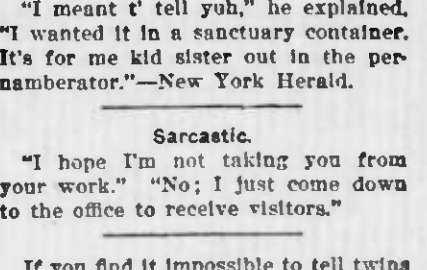 “I meant t' tell yuh,” he explained,
“I wanted it in a sanctuary container.
It's for me kid sister out in the per-
namberator.”—New York Herald.
Sarcastic.
“I hope I'm not taking you from
your work.” “No; I just come down
to the office to receive visitors.”
If you find it impossible to tell twins